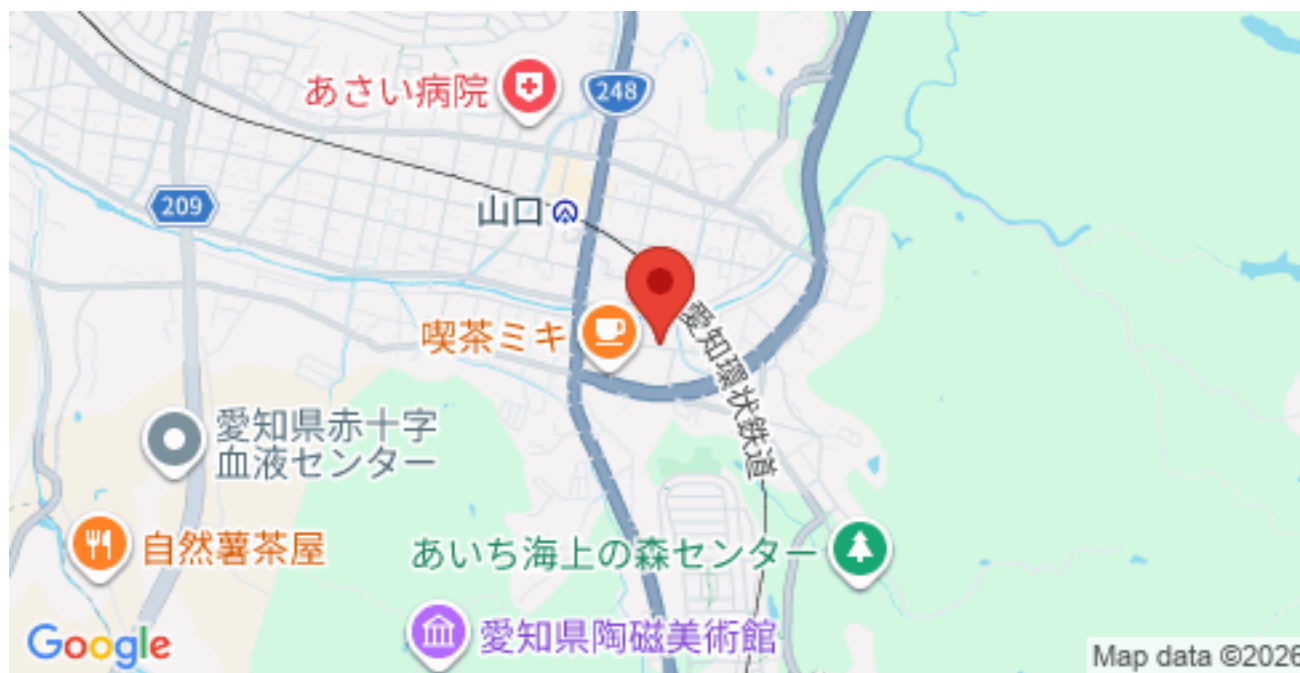 あさい病院
248
209
山口
喫茶ミキ
愛知環状鉄道
愛知県赤十字
血液センター
自然薯茶屋
あいち海上の森センター
愛知県陶磁美術館
Google
Map data ©2026